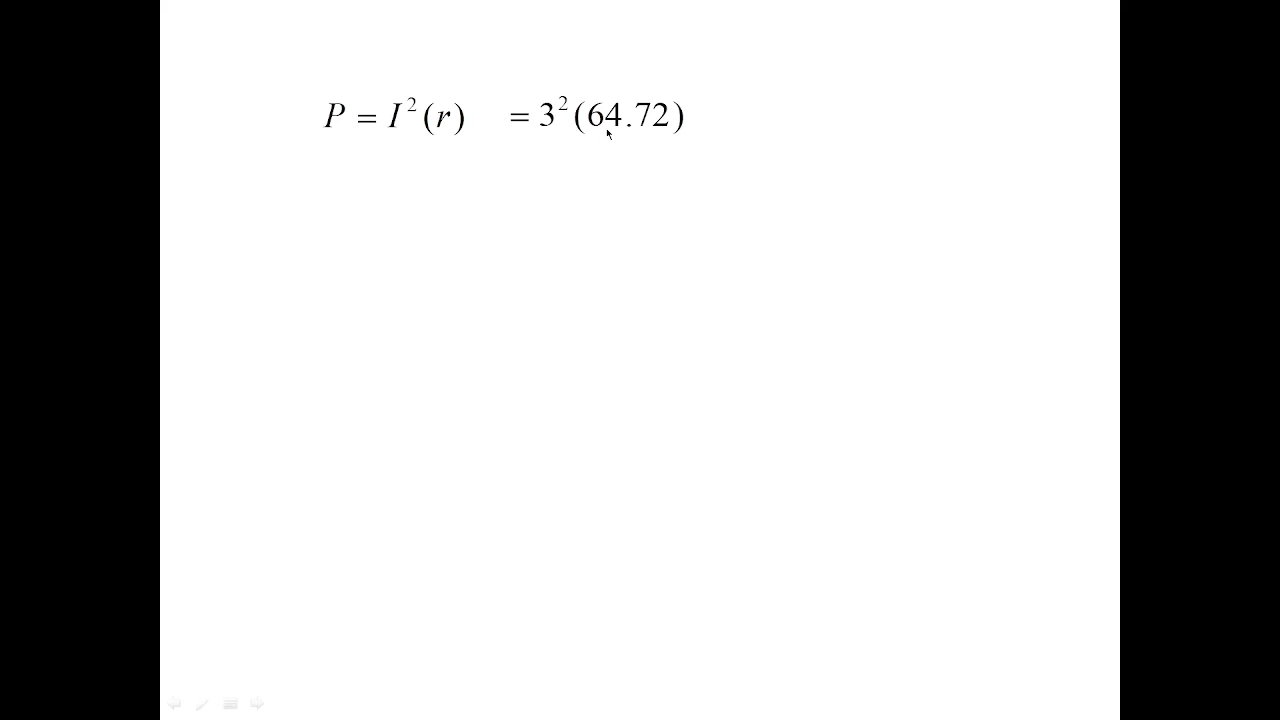 P = I²(r) = 3²(64.72)